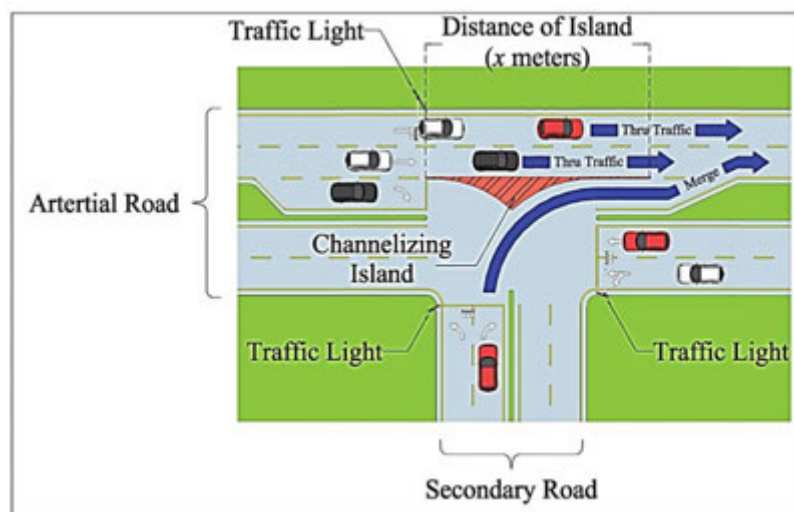 Traffic Light
Distance of Island
(x meters)
Thru Traffic
Thru Traffic
Merge
Artertial Road
Channelizing
Island
Traffic Light
Traffic Light
Secondary Road